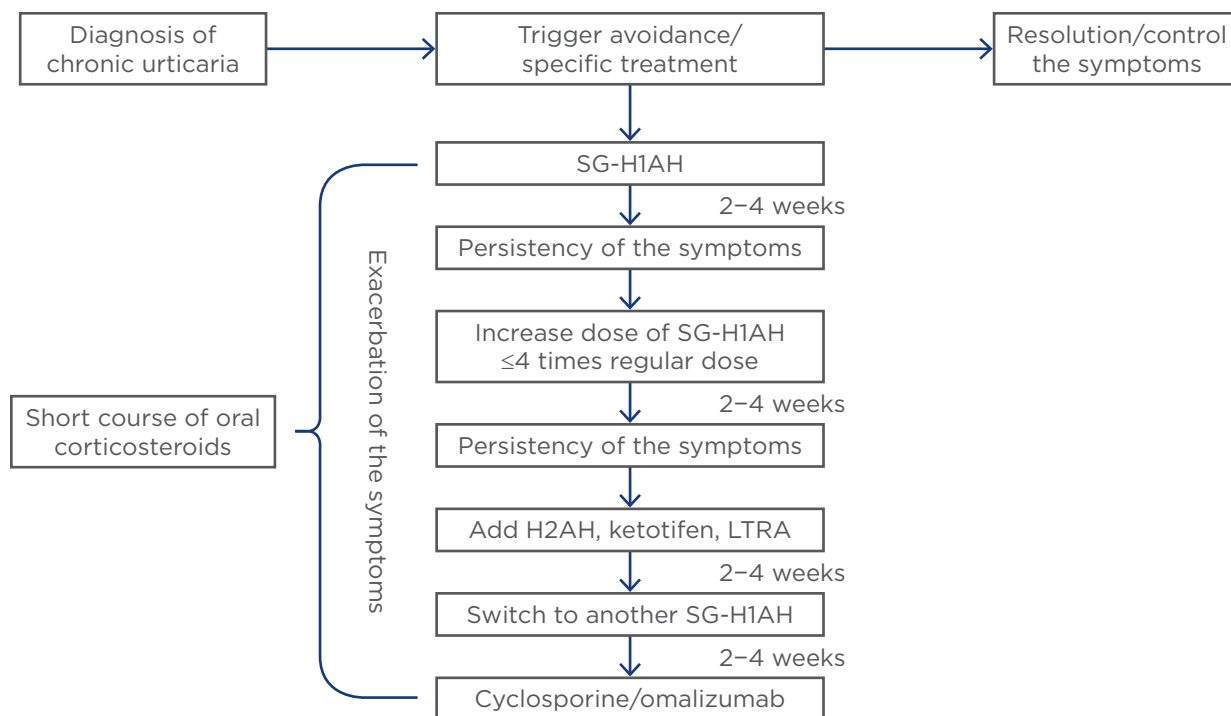 Diagnosis of
chronic urticaria
Trigger avoidance/
specific treatment
Resolution/control
the symptoms
SG-H1AH
2–4 weeks
Persistency of the symptoms
Increase dose of SG-H1AH
≤4 times regular dose
2–4 weeks
Persistency of the symptoms
Add H2AH, ketotifen, LTRA
2–4 weeks
Switch to another SG-H1AH
2–4 weeks
Cyclosporine/omalizumab
Exacerbation of the symptoms
Short course of oral
corticosteroids